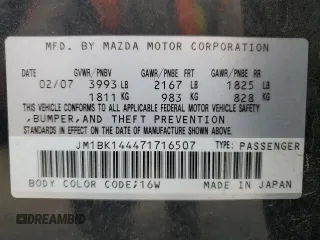 MFD. BY MAZDA MOTOR CORPORATION
GVWR/PNBV GAWR/PNBE FR GAWR/PNBE RR
02/07 3993 LB 2167 LB 1825 LB
1811 KG 983 KG 828 KG
THIS VEHICLE CONFORMS TO ALL APPLICABLE FEDERAL MOTOR VEHICLE SAFETY
,BUMPER,AND THEFT PREVENTION
STANDARDS IN EFFECT ON THE DATE OF MANUFACTURE SHOWN ABOVE.
JM1BK144471716507 TYPE: PASSENGER
BODY COLOR CODE:16W MADE IN JAPAN
DREAMBID